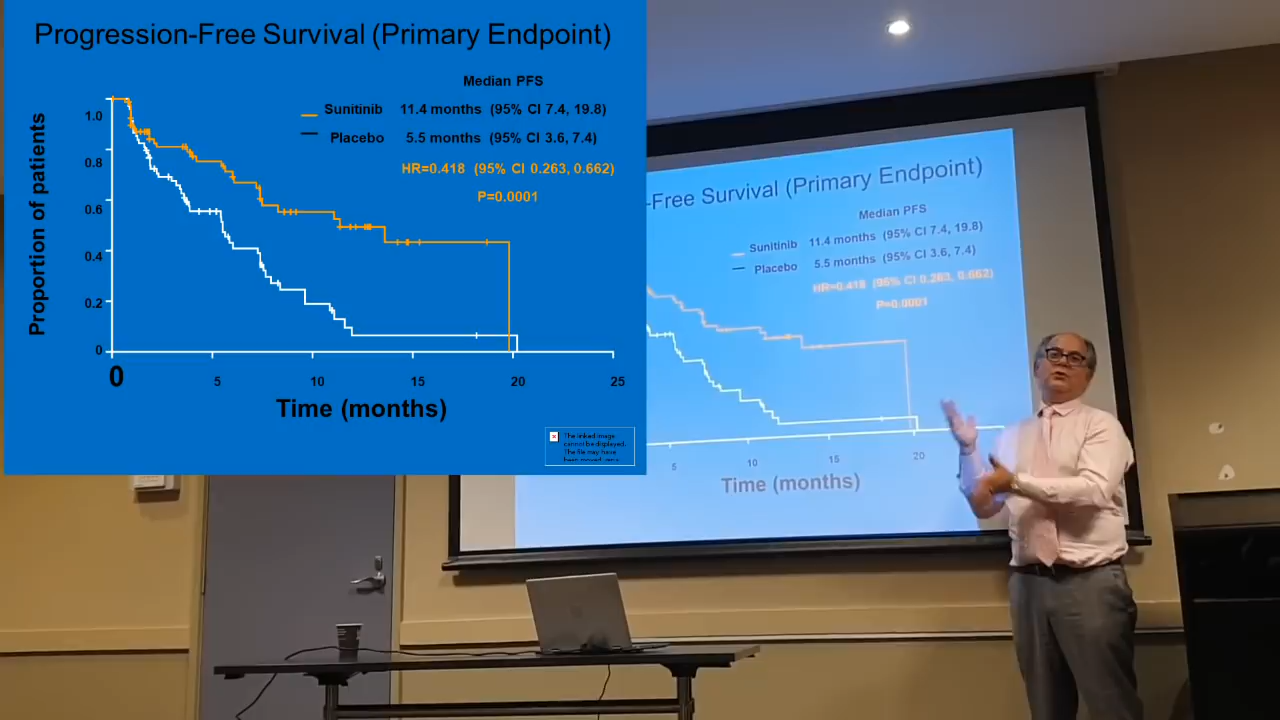 Progression-Free Survival (Primary Endpoint)
Median PFS
Sunitinib 11.4 months (95% CI 7.4, 19.8)
Placebo 5.5 months (95% CI 3.6, 7.4)
HR=0.418 (95% CI 0.263, 0.662)
P=0.0001
Proportion of patients
1.0
0.8
0.6
0.4
0.2
0
0 5 10 15 20 25
Time (months)
The linked image
cannot be displayed.
The file may have
been moved,
-Free Survival (Primary Endpoint)
Median PFS
Sunitinib 11.4 months (95% CI 7.4, 19.8)
Placebo 5.5 months (95% CI 3.6, 7.4)
HR=0.418 (95% CI 0.263, 0.662)
P=0.0001
5 10 15 20
Time (months)